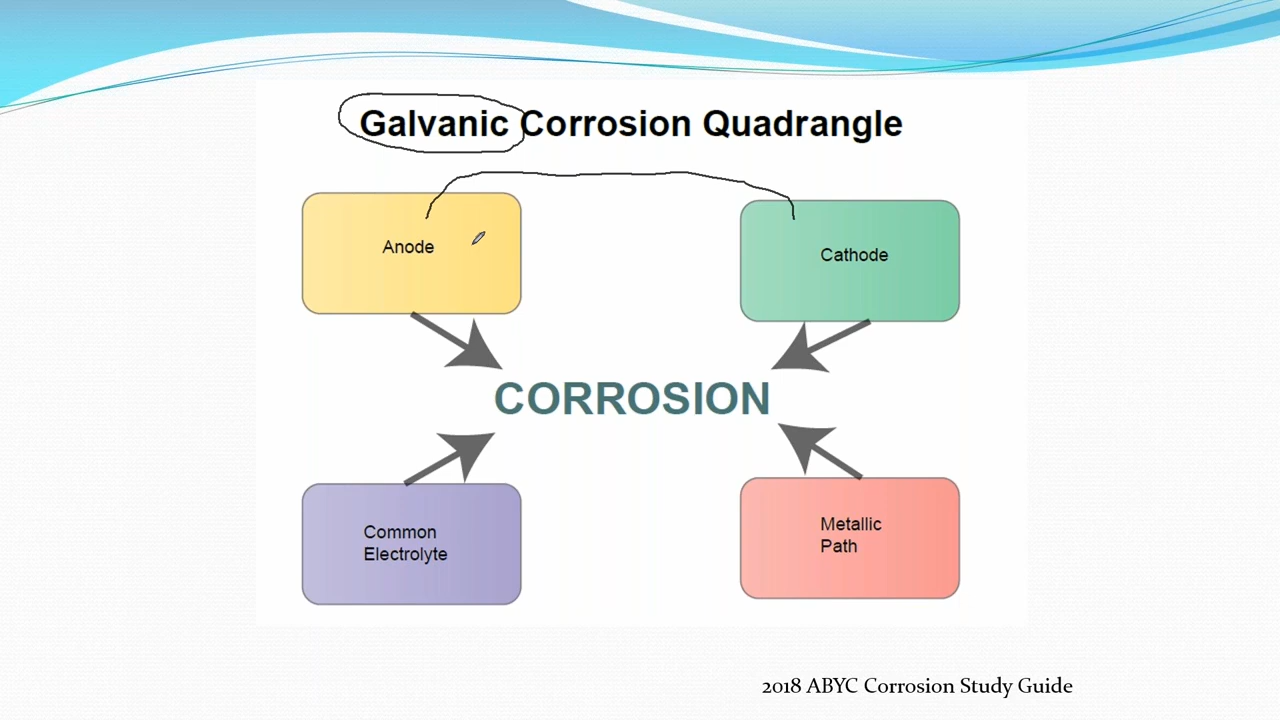 Galvanic Corrosion Quadrangle
Anode
Cathode
CORROSION
Common
Electrolyte
Metallic
Path
2018 ABYC Corrosion Study Guide